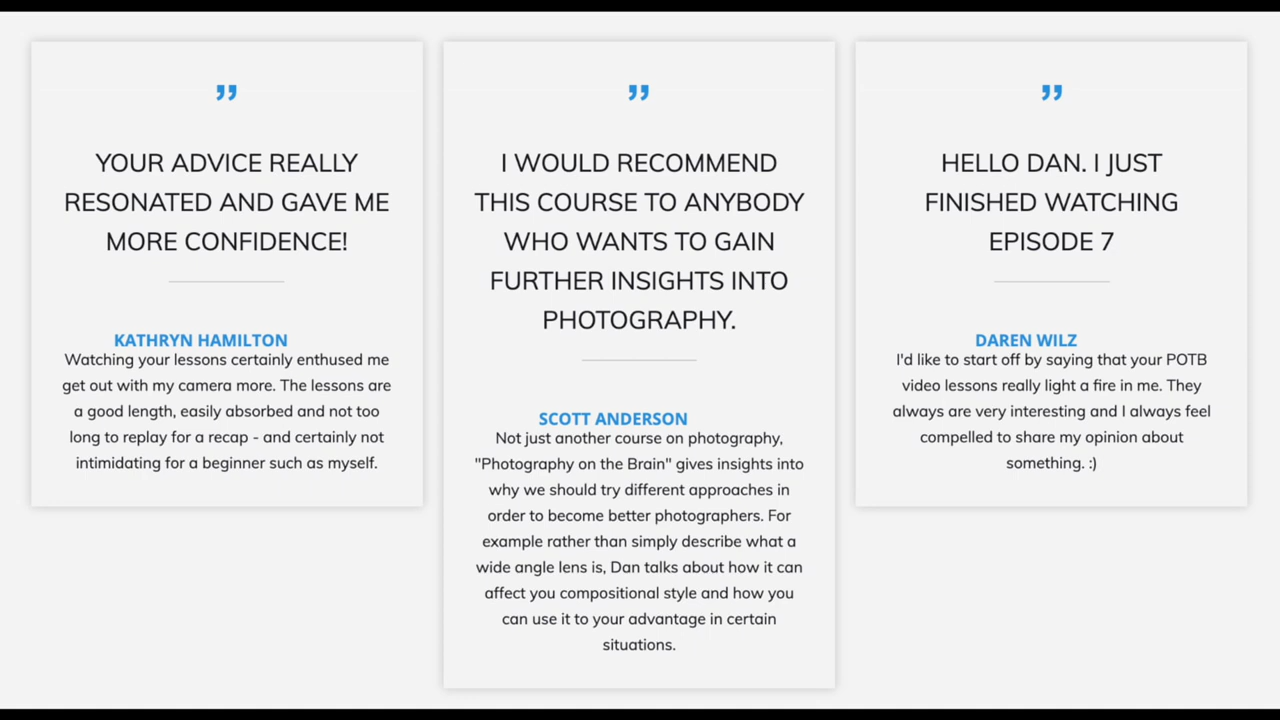 ”
YOUR ADVICE REALLY
RESONATED AND GAVE ME
MORE CONFIDENCE!
KATHRYN HAMILTON
Watching your lessons certainly enthused me
get out with my camera more. The lessons are
a good length, easily absorbed and not too
long to replay for a recap - and certainly not
intimidating for a beginner such as myself.
”
I WOULD RECOMMEND
THIS COURSE TO ANYBODY
WHO WANTS TO GAIN
FURTHER INSIGHTS INTO
PHOTOGRAPHY.
SCOTT ANDERSON
Not just another course on photography,
"Photography on the Brain" gives insights into
why we should try different approaches in
order to become better photographers. For
example rather than simply describe what a
wide angle lens is, Dan talks about how it can
affect you compositional style and how you
can use it to your advantage in certain
situations.
”
HELLO DAN. I JUST
FINISHED WATCHING
EPISODE 7
DAREN WILZ
I'd like to start off by saying that your POTB
video lessons really light a fire in me. They
always are very interesting and I always feel
compelled to share my opinion about
something. :)